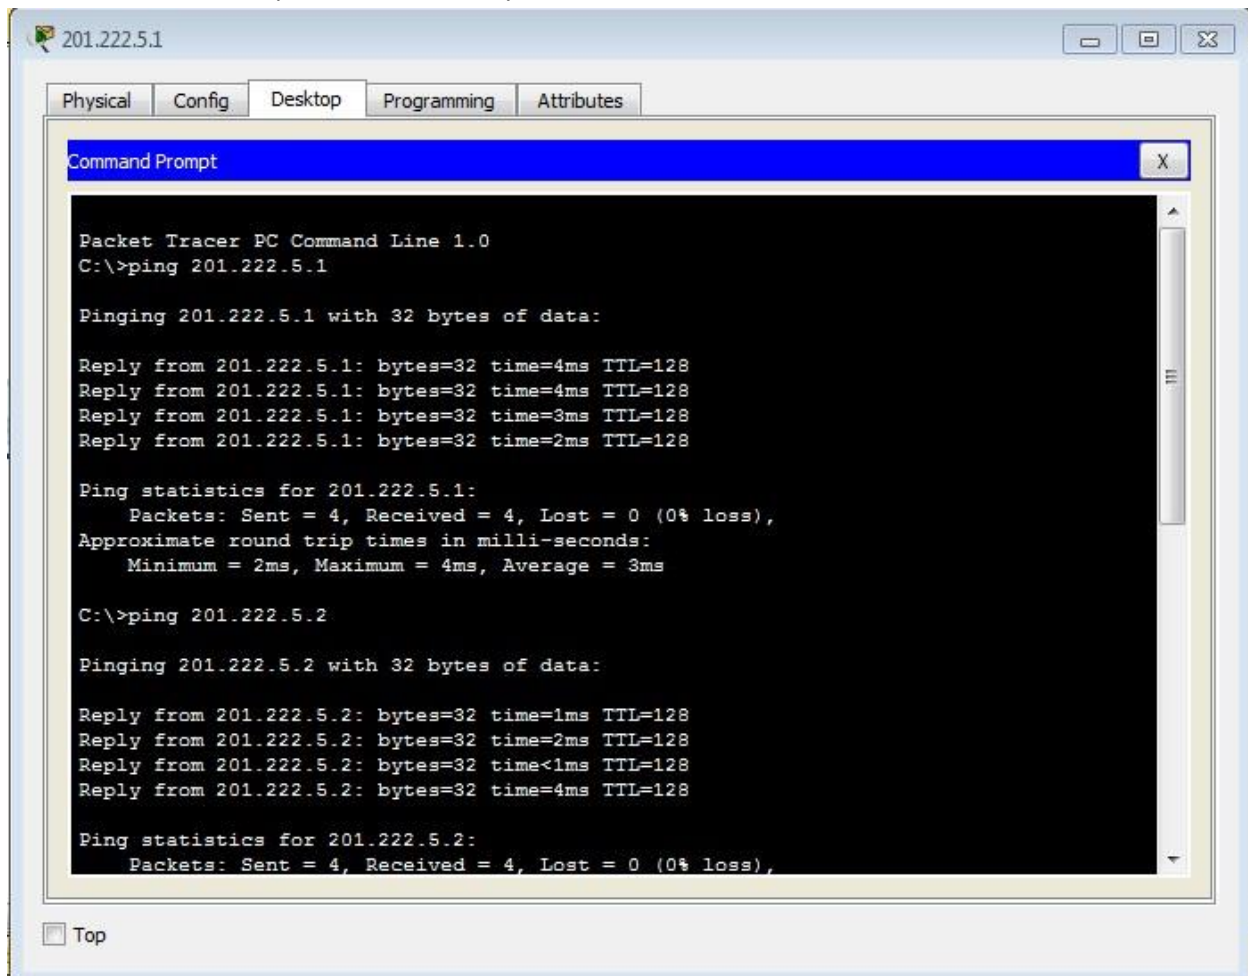 201.222.5.1
Physical Config Desktop Programming Attributes
Command Prompt X
Packet Tracer PC Command Line 1.0
C:\>ping 201.222.5.1
Pinging 201.222.5.1 with 32 bytes of data:
Reply from 201.222.5.1: bytes=32 time=4ms TTL=128
Reply from 201.222.5.1: bytes=32 time=4ms TTL=128
Reply from 201.222.5.1: bytes=32 time=3ms TTL=128
Reply from 201.222.5.1: bytes=32 time=2ms TTL=128
Ping statistics for 201.222.5.1:
Packets: Sent = 4, Received = 4, Lost = 0 (0% loss),
Approximate round trip times in milli-seconds:
Minimum = 2ms, Maximum = 4ms, Average = 3ms
C:\>ping 201.222.5.2
Pinging 201.222.5.2 with 32 bytes of data:
Reply from 201.222.5.2: bytes=32 time=1ms TTL=128
Reply from 201.222.5.2: bytes=32 time=2ms TTL=128
Reply from 201.222.5.2: bytes=32 time<1ms TTL=128
Reply from 201.222.5.2: bytes=32 time=4ms TTL=128
Ping statistics for 201.222.5.2:
Packets: Sent = 4, Received = 4, Lost = 0 (0% loss),
Top